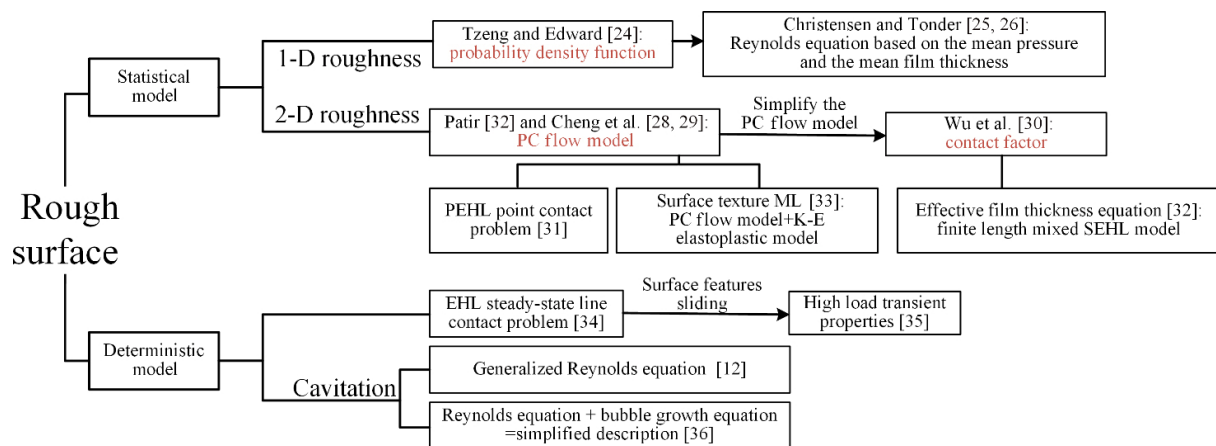 Rough
surface
Statistical
model
1-D roughness
Tzeng and Edward [24]:
probability density function
Christensen and Tonder [25, 26]:
Reynolds equation based on the mean pressure
and the mean film thickness
2-D roughness
Patir [32] and Cheng et al. [28, 29]:
PC flow model
Simplify the
PC flow model
Wu et al. [30]:
contact factor
PEHL point contact
problem [31]
Surface texture ML [33]:
PC flow model+K-E
elastoplastic model
Effective film thickness equation [32]:
finite length mixed SEHL model
Deterministic
model
EHL steady-state line
contact problem [34]
Surface features
sliding
High load transient
properties [35]
Cavitation
Generalized Reynolds equation [12]
Reynolds equation + bubble growth equation
=simplified description [36]